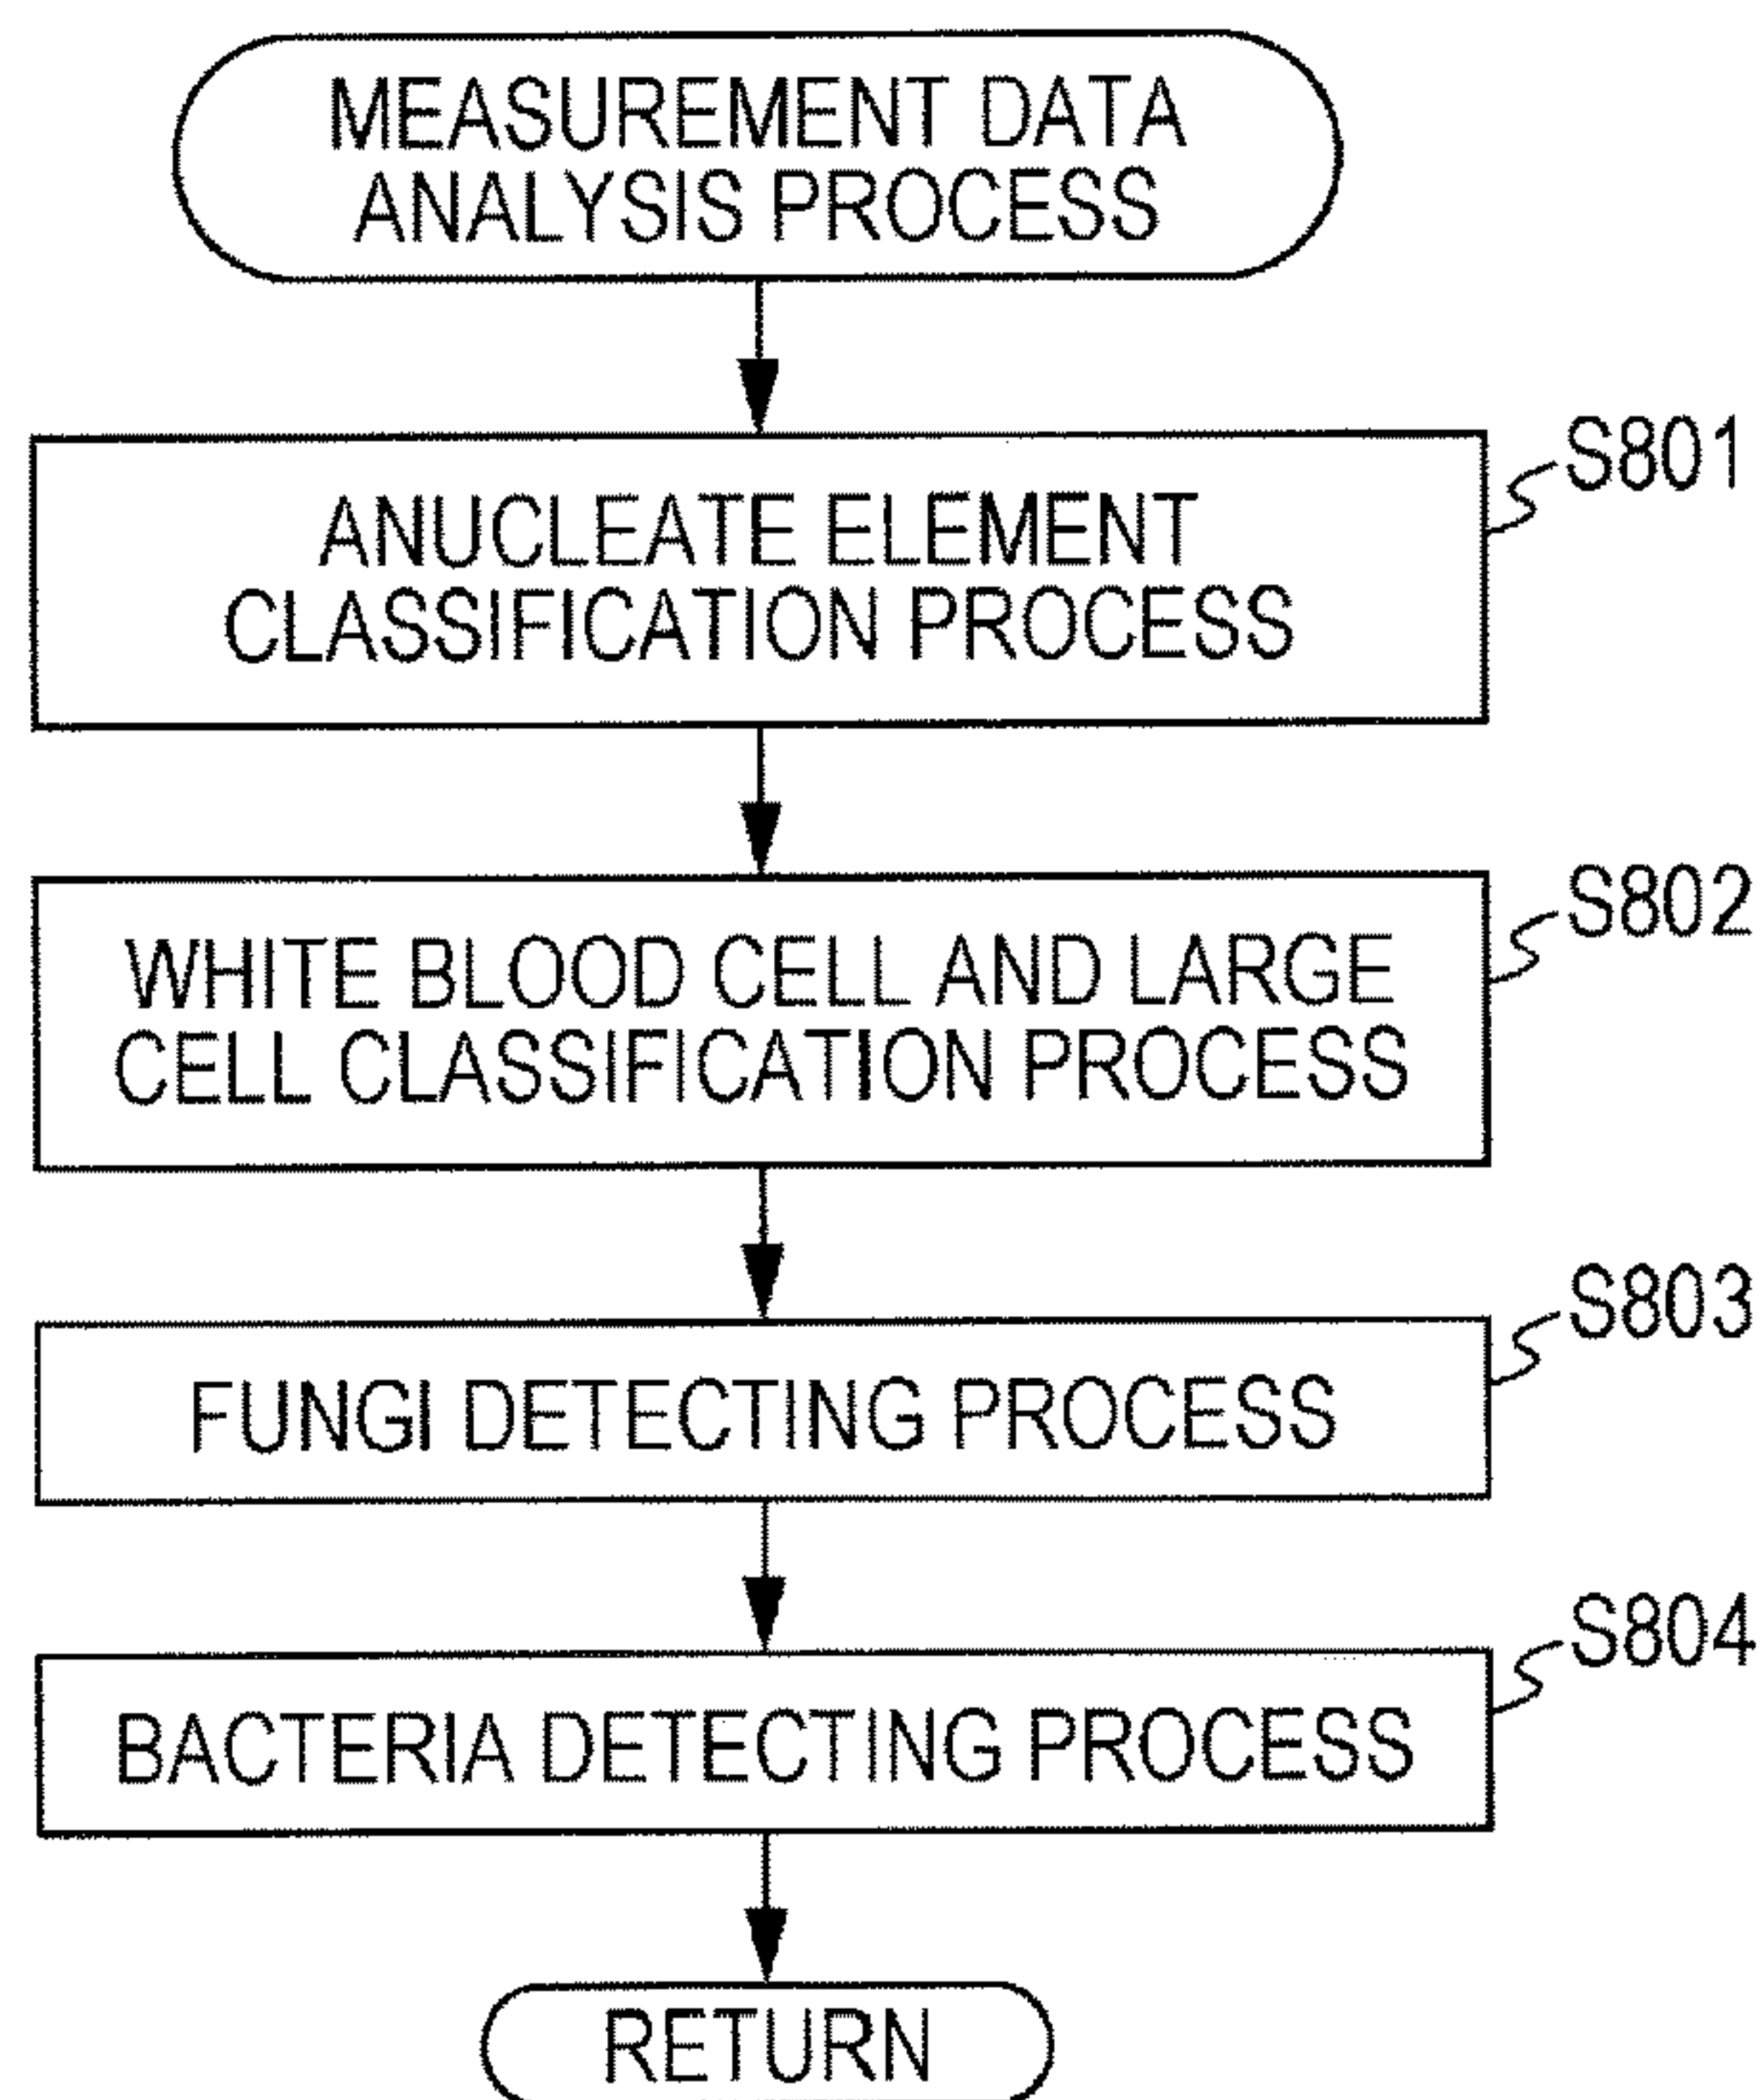 MEASUREMENT DATA
ANALYSIS PROCESS
ANUCLEATE ELEMENT
CLASSIFICATION PROCESS
S801
WHITE BLOOD CELL AND LARGE
CELL CLASSIFICATION PROCESS
S802
FUNGI DETECTING PROCESS
S803
BACTERIA DETECTING PROCESS
S804
RETURN